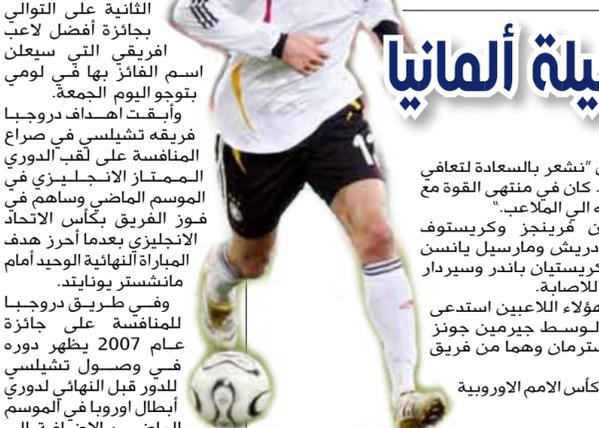 يلة ألمانيا
"نشعر بالسعادة لتعافي
. كان في منتهى القوة مع
ه الي الملاعب."
ن فرينجز وكريستوف
دريش ومارسيل يانسن
كريستيان باندر وسيردار
للاصابة.
هؤلاء اللاعبين استدعى
لوسط جيرمين جونز
سترمان وهما من فريق
كأس الامم الاوروبية
الثانية على التوالي
بجائزة أفضل لاعب
افريقي التي سيعلن
اسم الفائز بها في لومي
بتوجو اليوم الجمعة.
وأبقت اهداف دروجبا
فريقه تشيلسي في صراع
المنافسة على لقب الدوري
الممتاز الانجليزي في
الموسم الماضي وساهم في
فوز الفريق بكأس الاتحاد
الانجليزي بعدما أحرز هدف
المباراة النهائية الوحيد أمام
مانشستر يونايتد.
وفي طريق دروجبا
للمنافسة على جائزة
عام 2007 يظهر دوره
في وصول تشيلسي
للدور قبل النهائي لدوري
أبطال اوروبا في الموسم